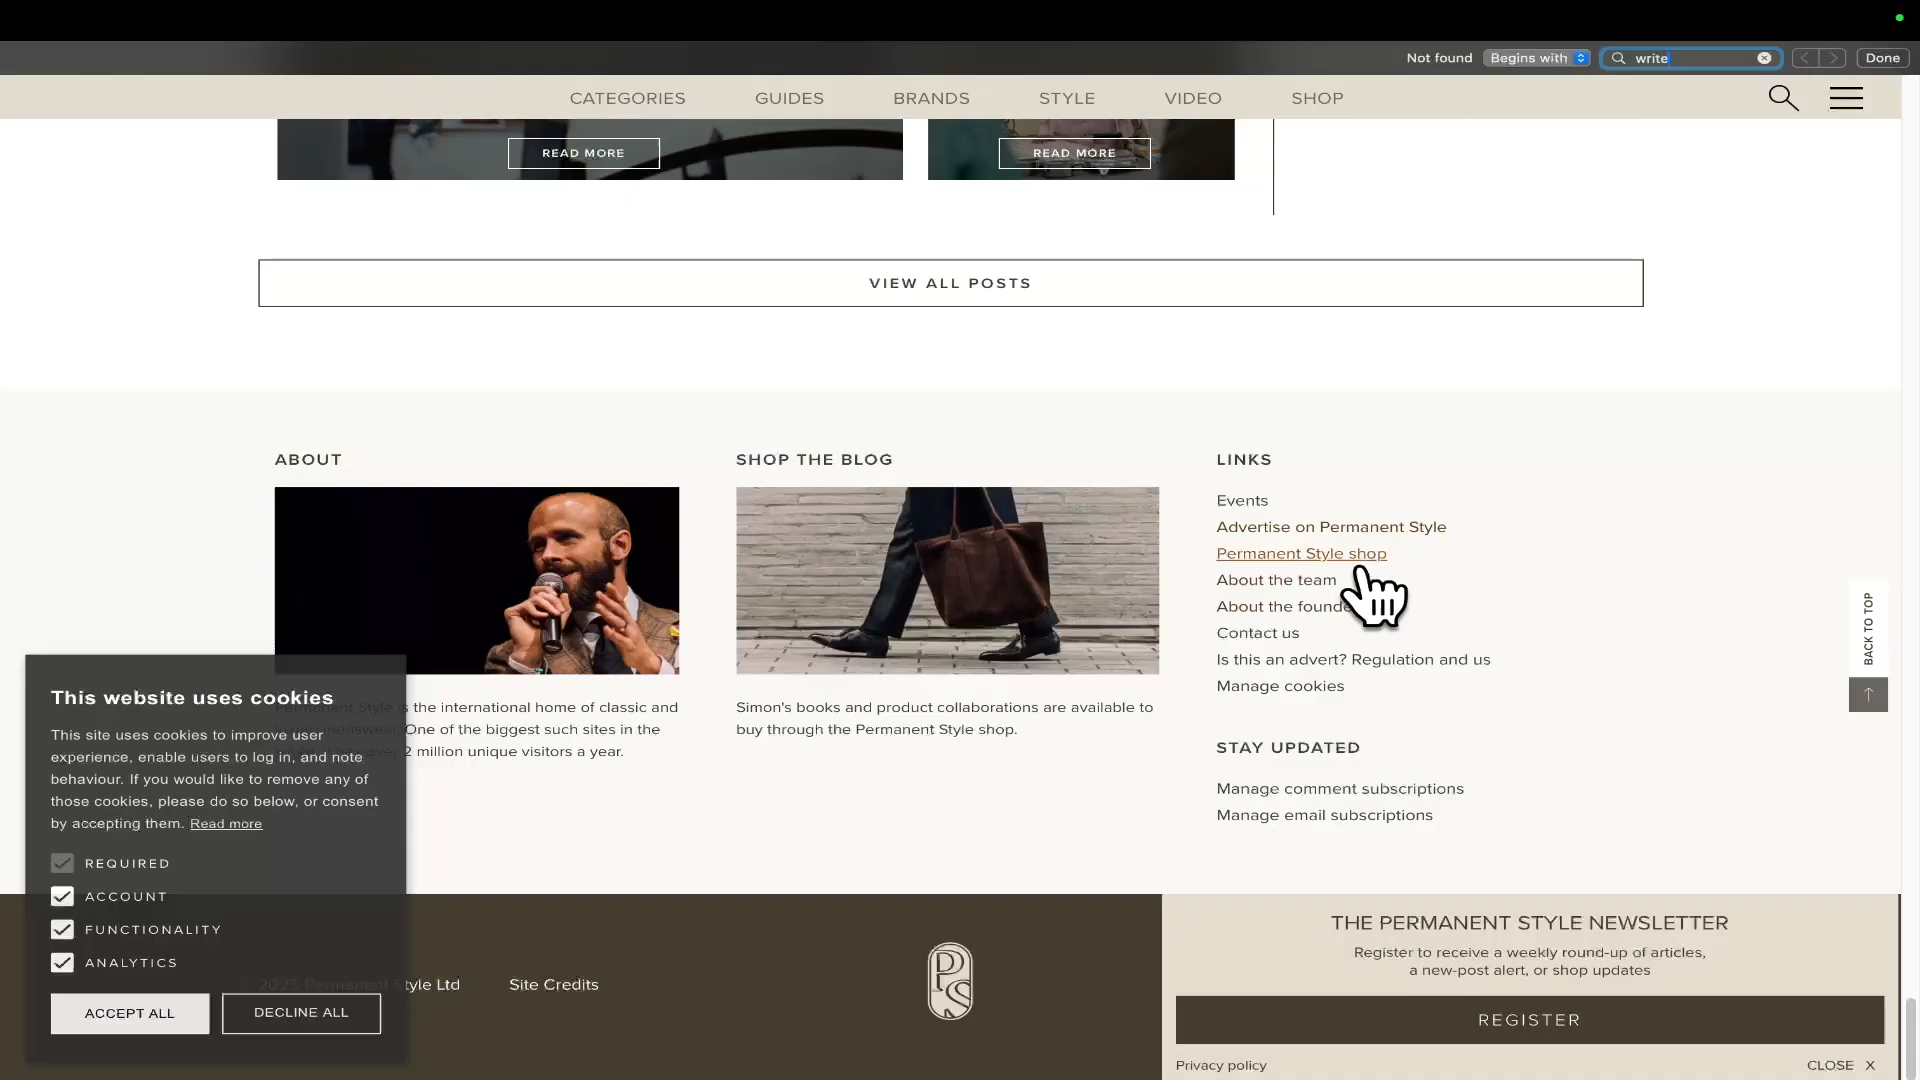 Not found
Begins with
write
Done
CATEGORIES
GUIDES
BRANDS
STYLE
VIDEO
SHOP
READ MORE
READ MORE
VIEW ALL POSTS
ABOUT
SHOP THE BLOG
LINKS
Events
Advertise on Permanent Style
Permanent Style shop
About the team
About the founde
Contact us
Is this an advert? Regulation and us
Manage cookies
Permanent Style is the international home of classic and
One of the biggest such sites in the
2 million unique visitors a year.
Simon's books and product collaborations are available to
buy through the Permanent Style shop.
STAY UPDATED
Manage comment subscriptions
Manage email subscriptions
BACK TO TOP
This website uses cookies
This site uses cookies to improve user
experience, enable users to log in, and note
behaviour. If you would like to remove any of
those cookies, please do so below, or consent
by accepting them. Read more
REQUIRED
ACCOUNT
FUNCTIONALITY
ANALYTICS
ACCEPT ALL
DECLINE ALL
© 2025 Permanent Style Ltd
Site Credits
PS
THE PERMANENT STYLE NEWSLETTER
Register to receive a weekly round-up of articles,
a new-post alert, or shop updates
REGISTER
Privacy policy
CLOSE X